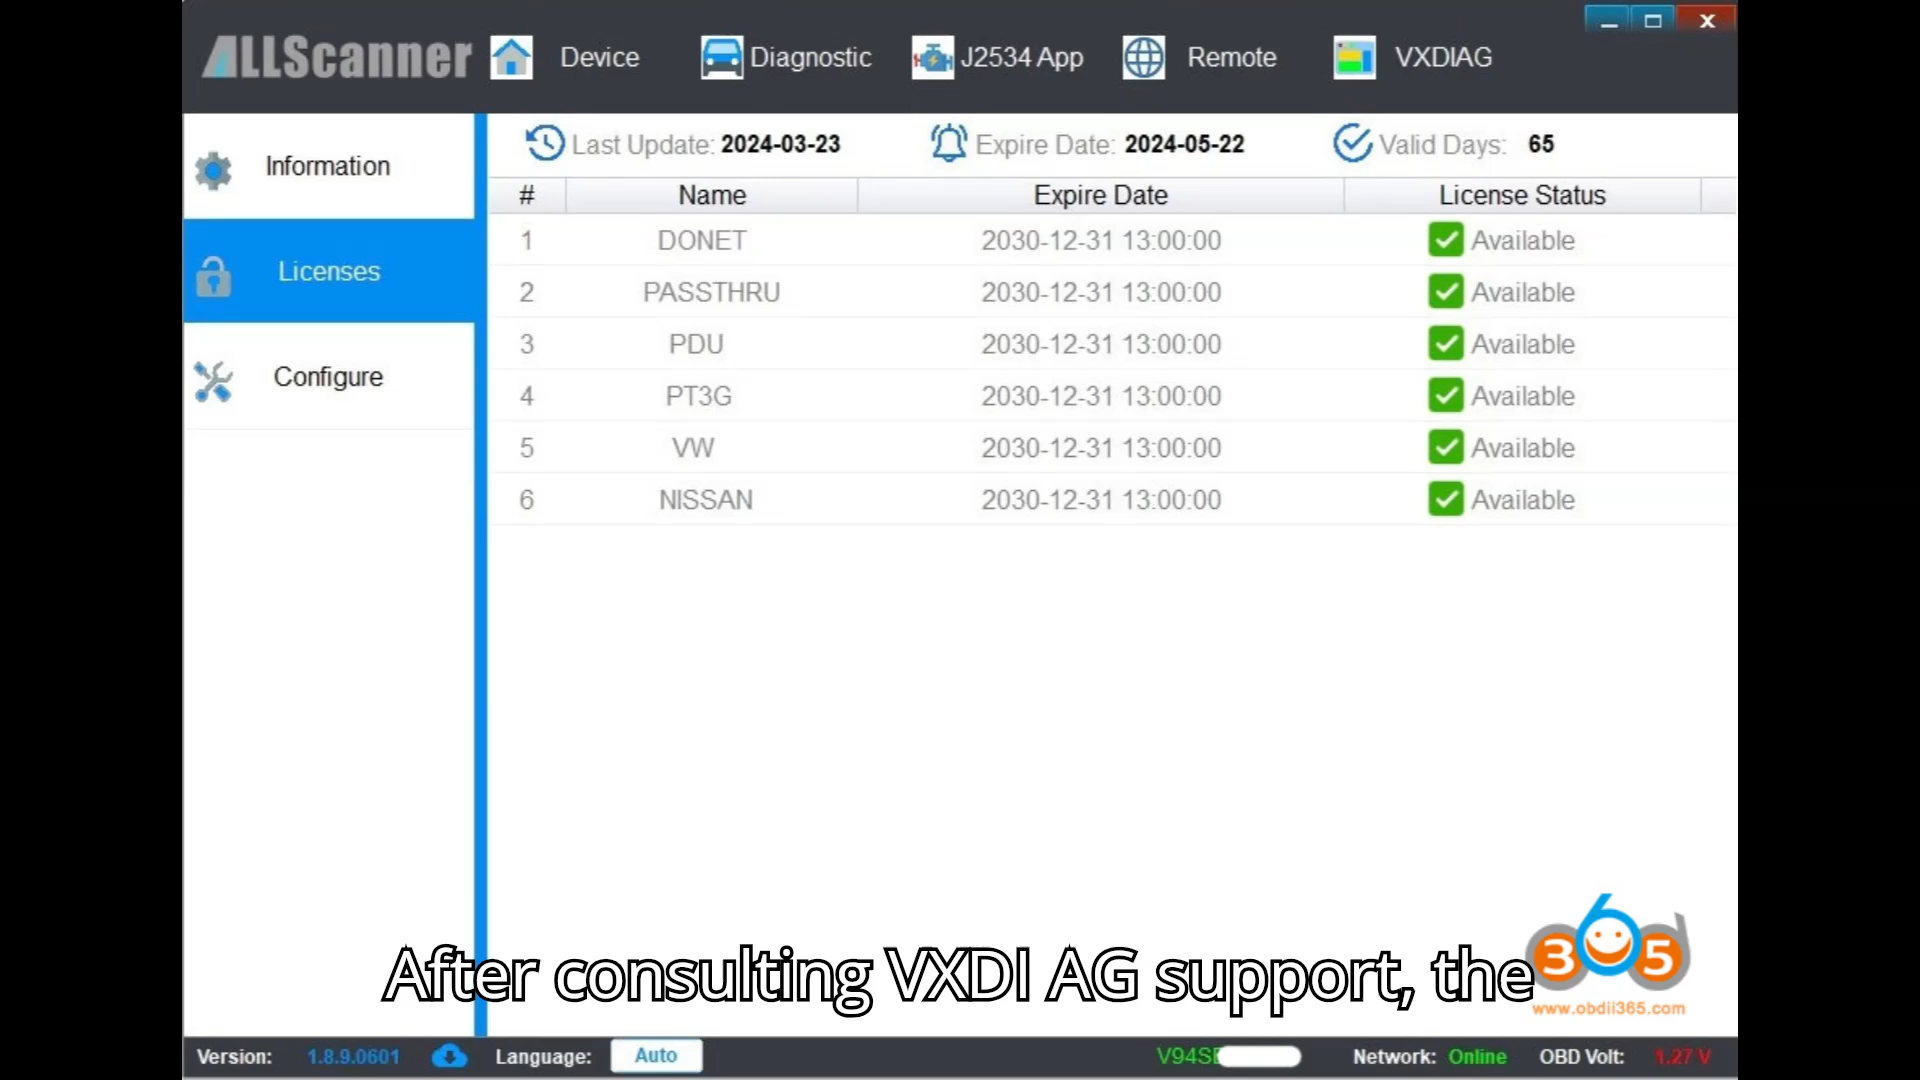 ALLScanner Device Diagnostic J2534 App Remote VXDIAG
Information
Licenses
Configure
Last Update: 2024-03-23 Expire Date: 2024-05-22 Valid Days: 65
# Name Expire Date License Status
1 DONET 2030-12-31 13:00:00 Available
2 PASSTHRU 2030-12-31 13:00:00 Available
3 PDU 2030-12-31 13:00:00 Available
4 PT3G 2030-12-31 13:00:00 Available
5 VW 2030-12-31 13:00:00 Available
6 NISSAN 2030-12-31 13:00:00 Available
After consulting VXDI AG support, the
365
www.obdii365.com
Version: 1.8.9.0601 Language: Auto V94S Network: Online OBD Volt: 1.27 V